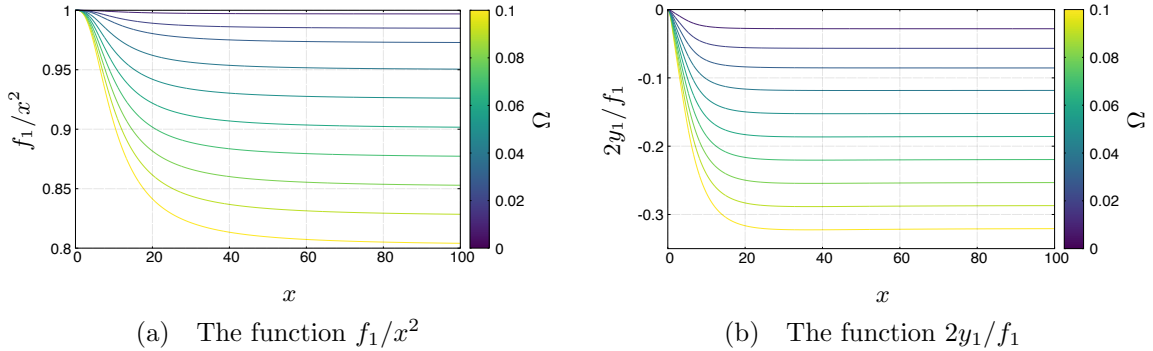 1
0.95
0.9
0.85
0.8
f₁/x²
0 20 40 60 80 100
x
0.1
0.08
0.06
0.04
0.02
0
Ω
(a) The function f₁/x²
0
-0.1
-0.2
-0.3
2y₁/f₁
0 20 40 60 80 100
x
0.1
0.08
0.06
0.04
0.02
0
Ω
(b) The function 2y₁/f₁